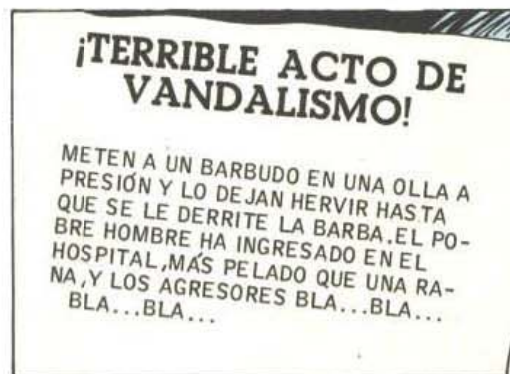 ¡TERRIBLE ACTO DE
VANDALISMO!
METEN A UN BARBUDO EN UNA OLLA A
PRESIÓN Y LO DEJAN HERVIR HASTA
QUE SE LE DERRITE LA BARBA.EL PO-
BRE HOMBRE HA INGRESADO EN EL
HOSPITAL,MÁS PELADO QUE UNA RA-
NA,Y LOS AGRESORES BLA...BLA...
BLA...BLA...